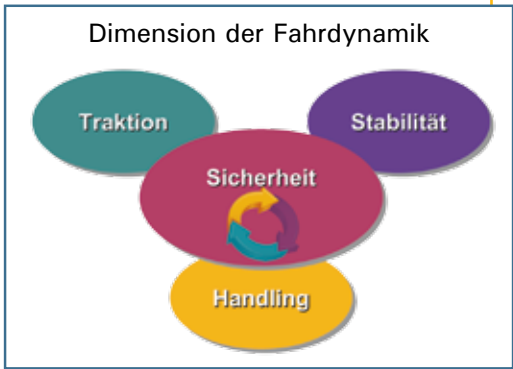 Dimension der Fahrdynamik
Traktion
Stabilität
Sicherheit
Handling